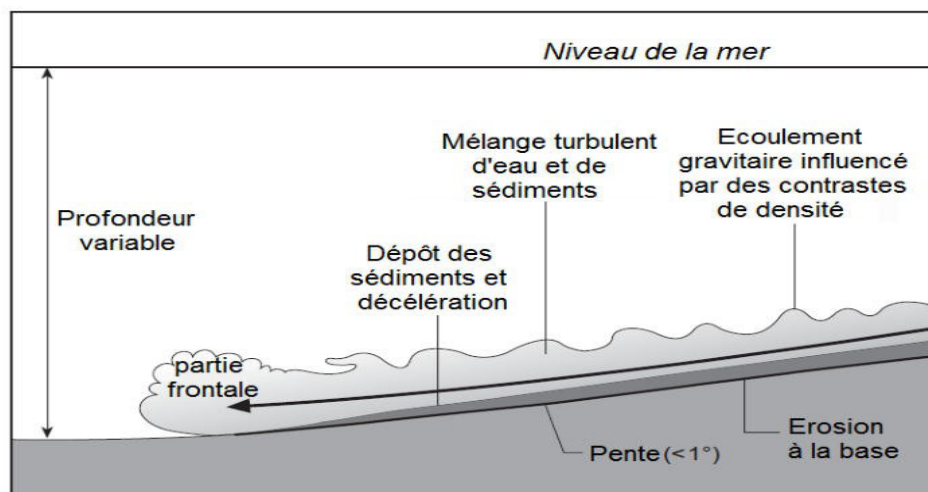 Niveau de la mer
Mélange turbulent
d'eau et de
sédiments
Ecoulement
gravitaire influencé
par des contrastes
de densité
Profondeur
variable
Dépôt des
sédiments et
décélération
partie
frontale
Pente (<1°)
Erosion
à la base